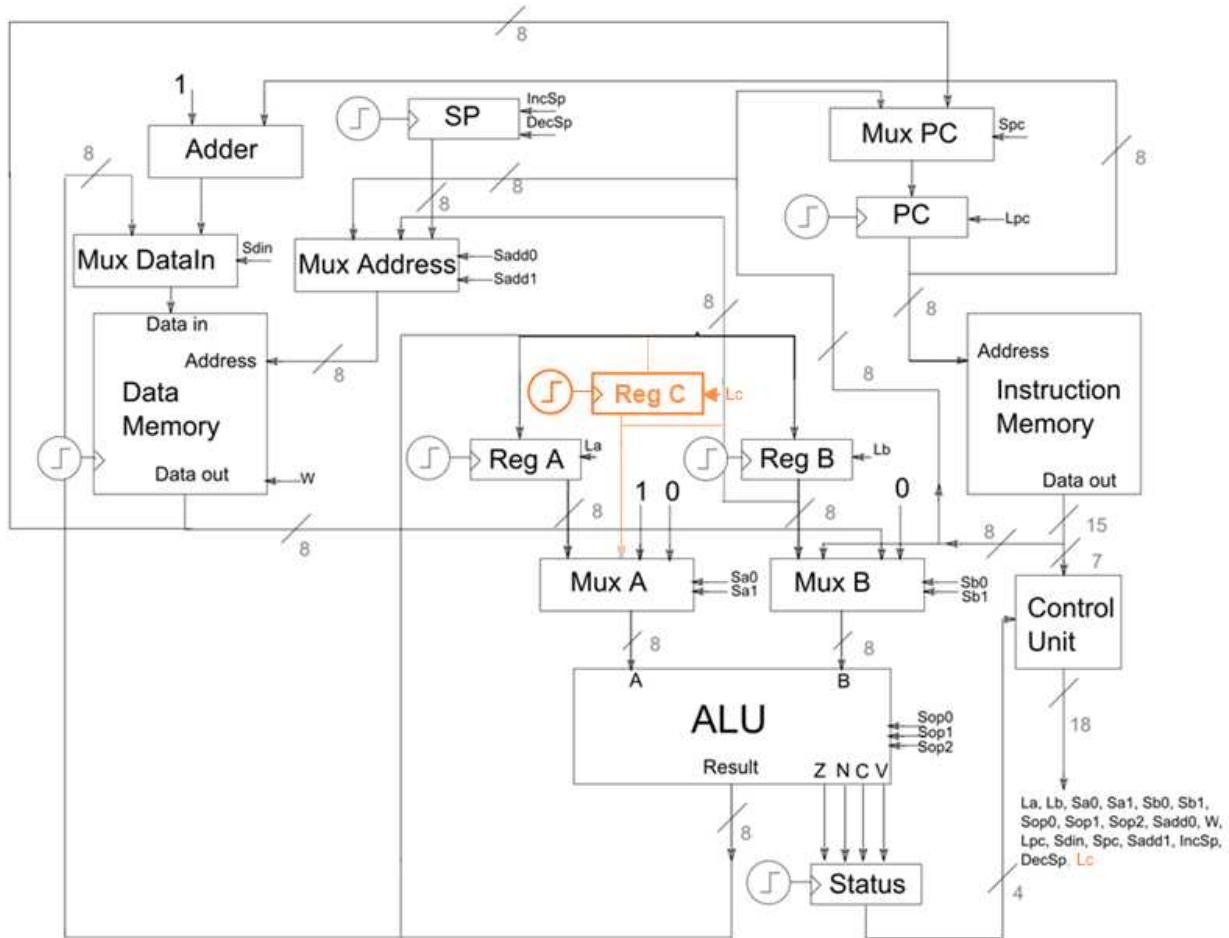 8
1
IncSp
SP
DecSp
Adder
Mux PC
Spc
8
8
8
8
PC
Lpc
Mux DataIn
Sdin
Mux Address
Sadd0
Sadd1
8
8
Data in
Address
8
8
8
Address
Data
Memory
Instruction
Memory
Reg C
Lc
La
Reg A
Reg B
Lb
Data out
W
Data out
1 0
0
8
8
8
8
15
7
Mux A
Sa0
Sa1
Mux B
Sb0
Sb1
Control
Unit
8
8
A
B
ALU
Sop0
Sop1
Sop2
18
Result
Z N C V
8
La, Lb, Sa0, Sa1, Sb0, Sb1,
Sop0, Sop1, Sop2, Sadd0, W,
Lpc, Sdin, Spc, Sadd1, IncSp,
DecSp, Lc
Status
4